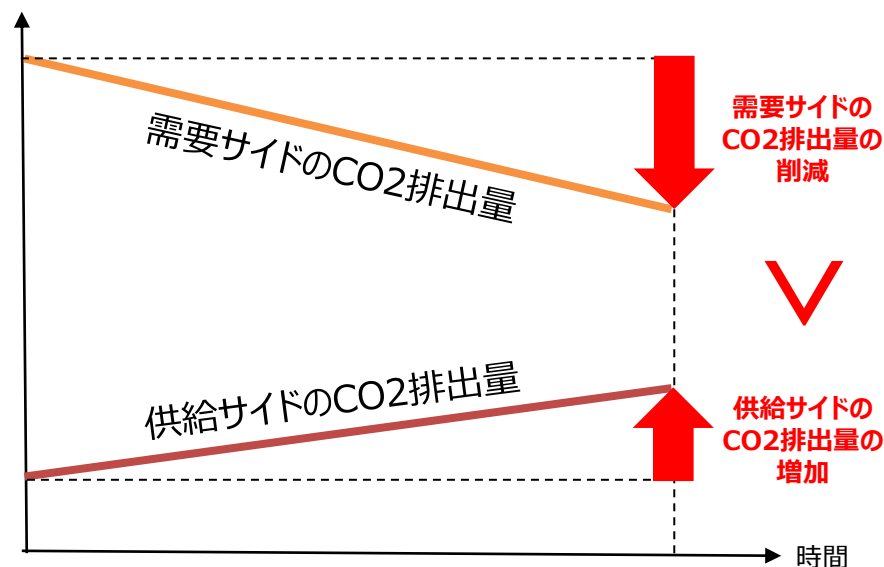 需要サイドのCO2排出量
需要サイドの
CO2排出量の
削減
供給サイドのCO2排出量
供給サイドの
CO2排出量の
増加
時間